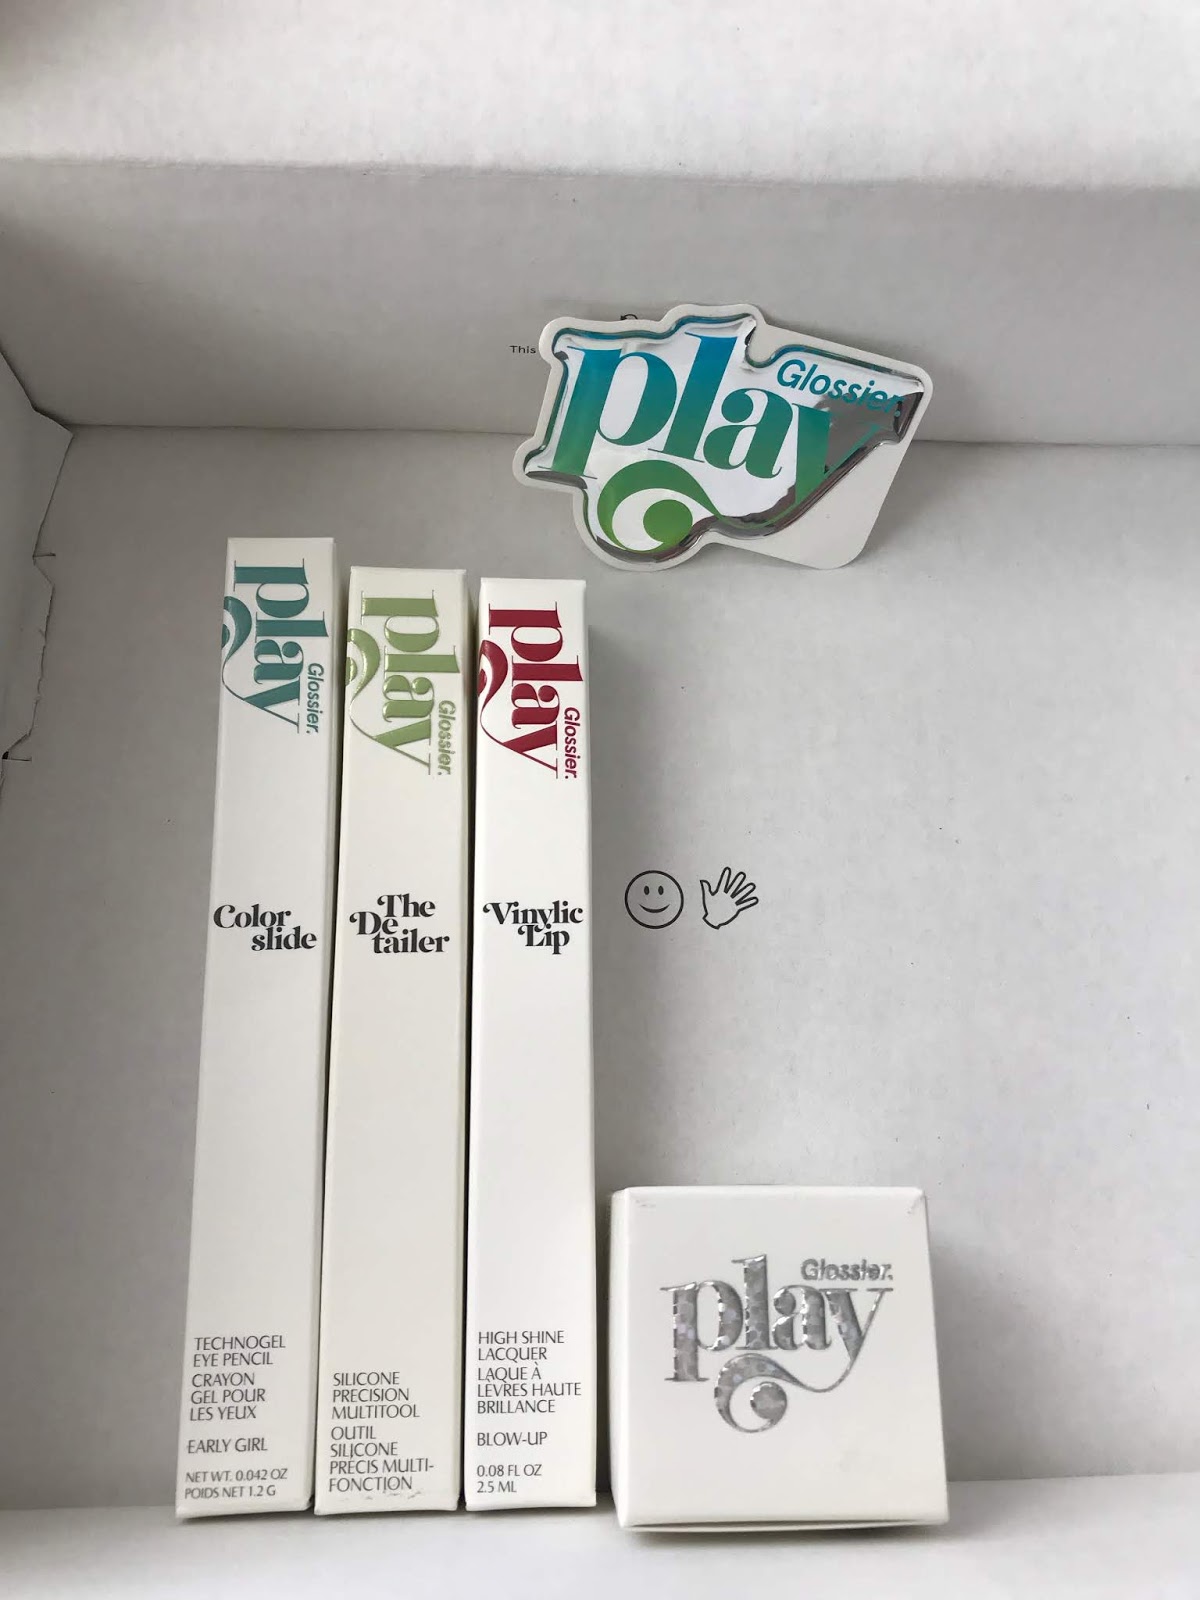 This
play
Glossier.
play
Glossier.
Color
slide
TECHNOGEL
EYE PENCIL
CRAYON
GEL POUR
LES YEUX
EARLY GIRL
NET WT. 0.042 OZ
POIDS NET 1.2 G
play
Glossier.
The
De
tailer
SILICONE
PRECISION
MULTITOOL
OUTIL
SILICONE
PRÉCIS MULTI-
FONCTION
play
Glossier.
Vinylic
Lip
HIGH SHINE
LACQUER
LAQUE À
LÈVRES HAUTE
BRILLANCE
BLOW-UP
0.08 FL OZ
2.5 ML
play
Glossier.